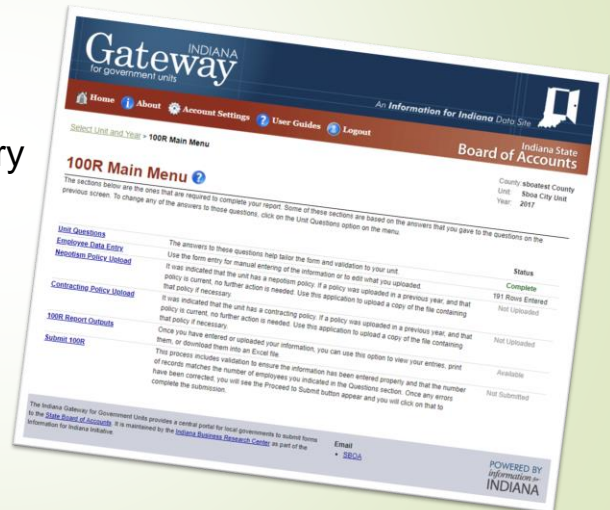 ry
INDIANA
Gateway
for government units
An Information for Indiana Data Site
Home About Account Settings User Guides Logout
Indiana State
Board of Accounts
Select Unit and Year > 100R Main Menu
County: sboatest County
Unit: Sboa City Unit
Year: 2017
100R Main Menu
The sections below are the ones that are required to complete your report. Some of these sections are based on the answers that you gave to the questions on the
previous screen. To change any of the answers to those questions, click on the Unit Questions option on the menu.
Status
Unit Questions The answers to these questions help tailor the form and validation to your unit. Complete
Employee Data Entry Use the form entry for manual entering of the information or to edit what you uploaded. 191 Rows Entered
Nepotism Policy Upload It was indicated that the unit has a nepotism policy. If a policy was uploaded in a previous year, and that Not Uploaded
policy is current, no further action is needed. Use this application to upload a copy of the file containing
that policy if necessary.
Contracting Policy Upload It was indicated that the unit has a contracting policy. If a policy was uploaded in a previous year, and that Not Uploaded
policy is current, no further action is needed. Use this application to upload a copy of the file containing
that policy if necessary.
100R Report Outputs Once you have entered or uploaded your information, you can use this option to view your entries, print Available
them, or download them into an Excel file.
Submit 100R This process includes validation to ensure the information has been entered properly and that the number Not Submitted
of records matches the number of employees you indicated in the Questions section. Once any errors
have been corrected, you will see the Proceed to Submit button appear and you will click on that to
complete the submission.
The Indiana Gateway for Government Units provides a central portal for local governments to submit forms
to the State Board of Accounts. It is maintained by the Indiana Business Research Center as part of the
Information for Indiana Initiative.
Email
• SBOA
POWERED BY
information for
INDIANA